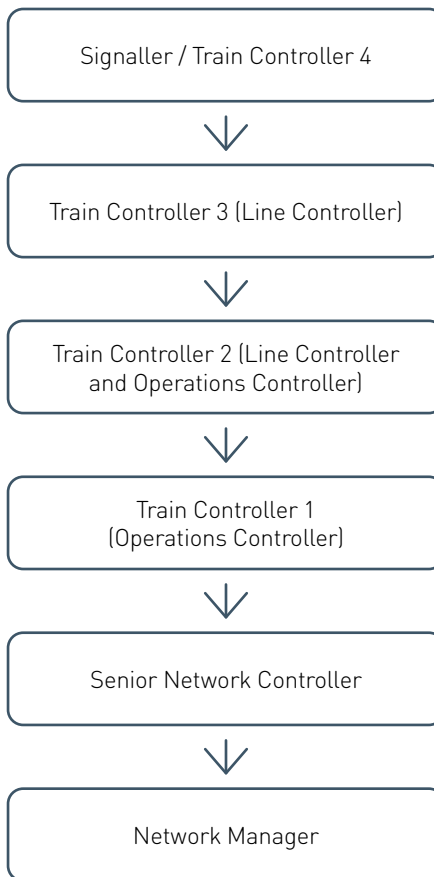 Signaller / Train Controller 4
Train Controller 3 (Line Controller)
Train Controller 2 (Line Controller
and Operations Controller)
Train Controller 1
(Operations Controller)
Senior Network Controller
Network Manager